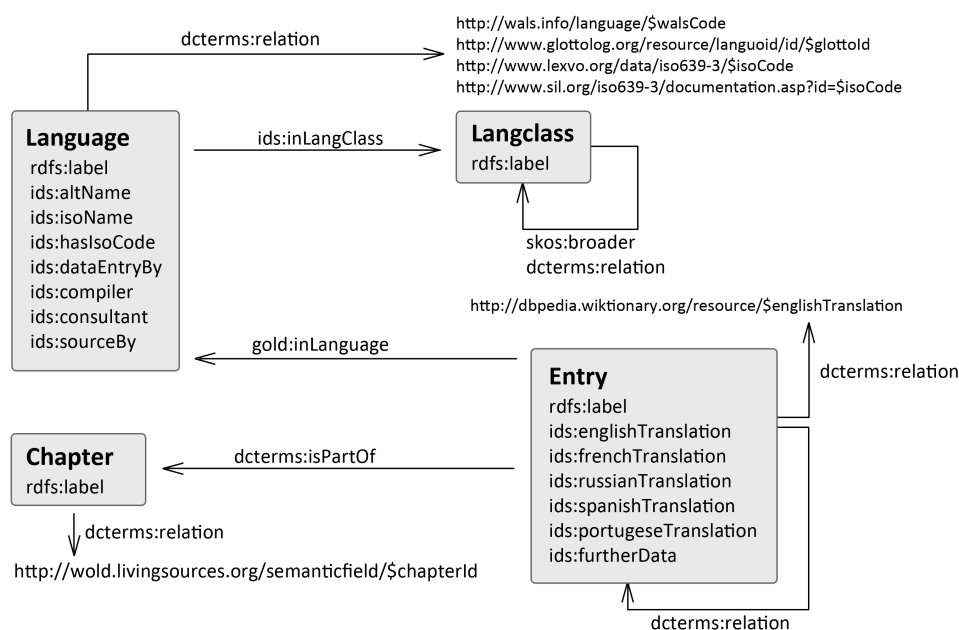 dcterms:relation
http://wals.info/language/$walsCode
http://www.glottolog.org/resource/languoid/id/$glottoId
http://www.lexvo.org/data/iso639-3/$isoCode
http://www.sil.org/iso639-3/documentation.asp?id=$isoCode
Language
rdfs:label
ids:altName
ids:isoName
ids:hasIsoCode
ids:dataEntryBy
ids:compiler
ids:consultant
ids:sourceBy
ids:inLangClass
Langclass
rdfs:label
skos:broader
dcterms:relation
http://dbpedia.wiktionary.org/resource/$englishTranslation
dcterms:relation
gold:inLanguage
Entry
rdfs:label
ids:englishTranslation
ids:frenchTranslation
ids:russianTranslation
ids:spanishTranslation
ids:portugeseTranslation
ids:furtherData
dcterms:relation
dcterms:isPartOf
Chapter
rdfs:label
dcterms:relation
http://wold.livingsources.org/semanticfield/$chapterId